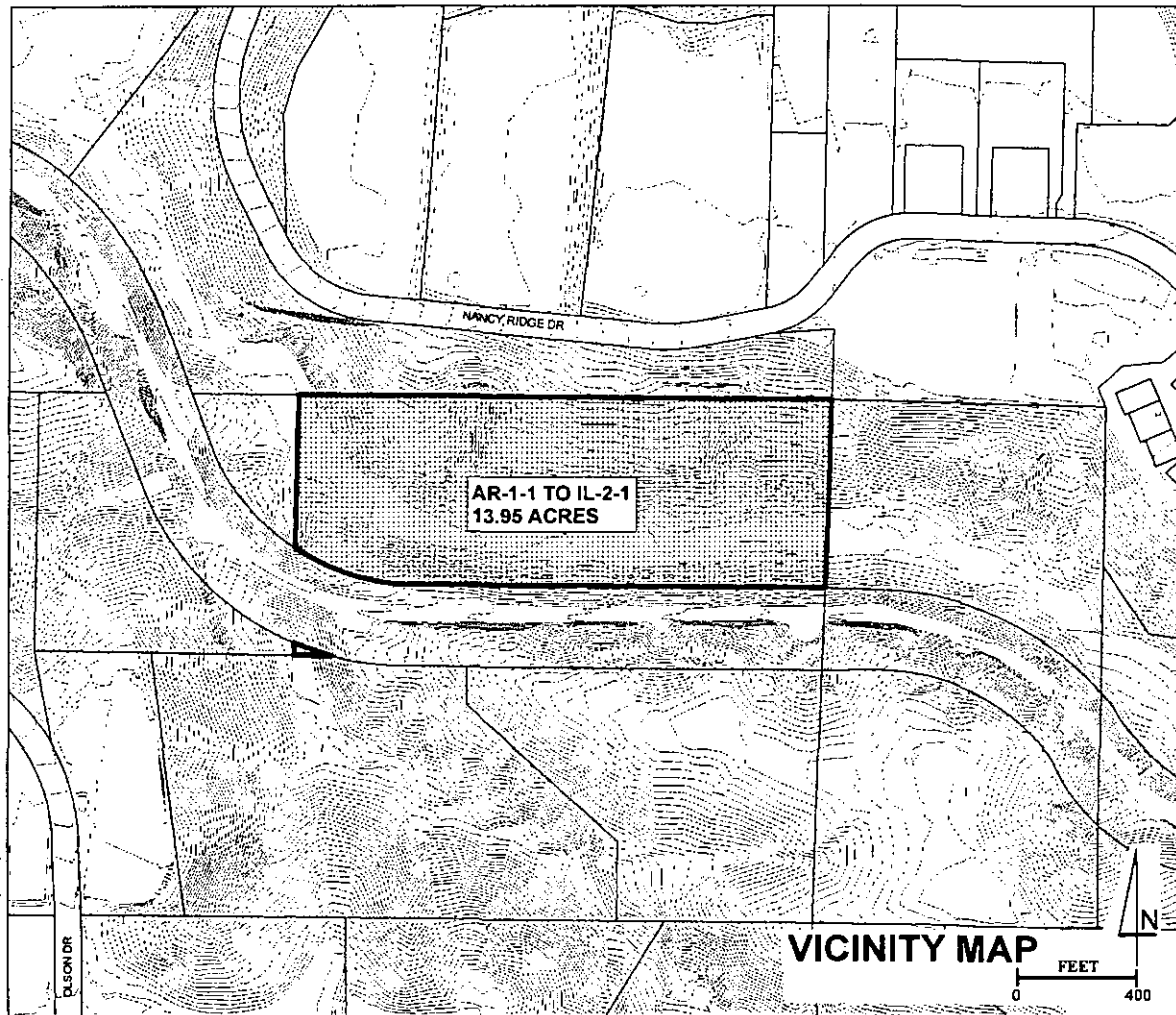 NANCY RIDGE DR
AR-1-1 TO IL-2-1
13.95 ACRES
OLSON DR
VICINITY MAP
N
FEET
0 400